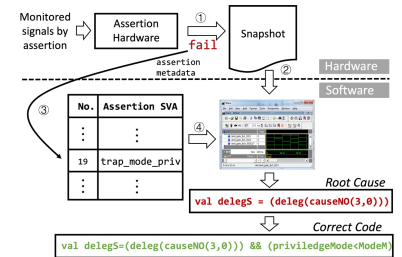 Monitored
signals by
assertion
Assertion
Hardware
①
fail
Snapshot
assertion
metadata
②
Hardware
Software
③
No. Assertion SVA
19 trap_mode_priv
④
Root Cause
val delegS = (deleg(causeNO(3,0)))
Correct Code
val delegS=(deleg(causeNO(3,0))) && (priviledgeMode<ModeM)